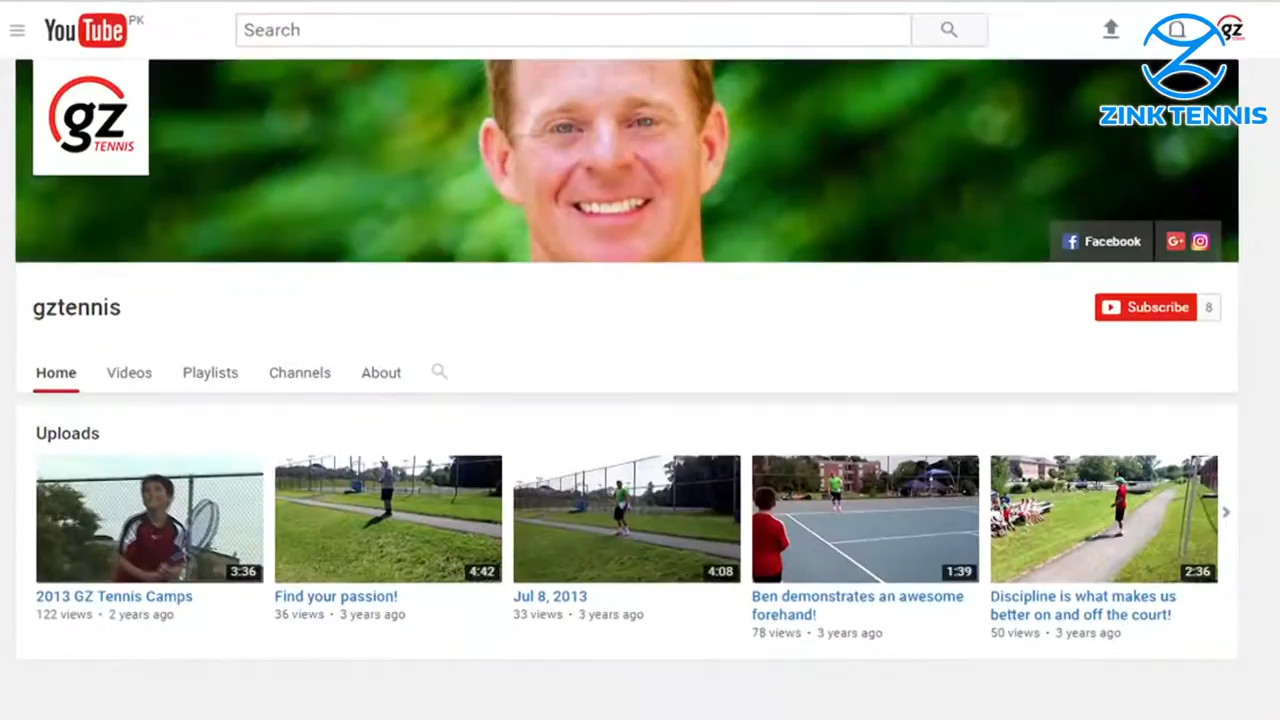 YouTube PK
Search
gz
ZINK TENNIS
gz
TENNIS
Facebook
G+
gztennis
Subscribe 8
Home Videos Playlists Channels About
Uploads
3:36
4:42
4:08
1:39
2:36
2013 GZ Tennis Camps
122 views • 2 years ago
Find your passion!
36 views • 3 years ago
Jul 8, 2013
33 views • 3 years ago
Ben demonstrates an awesome
forehand!
78 views • 3 years ago
Discipline is what makes us
better on and off the court!
50 views • 3 years ago